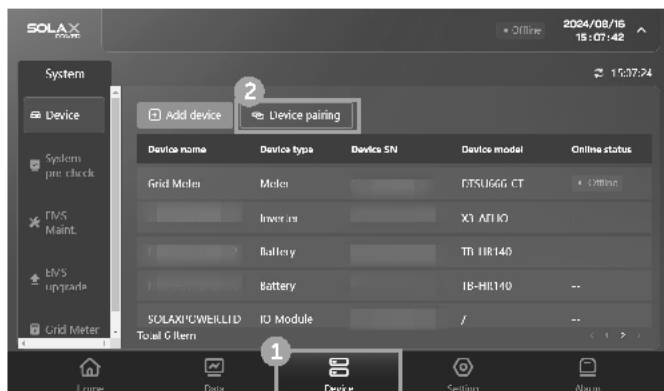 SOLAX
POWER
Offline
2024/08/16
15:07:42
System
15:07:24
2
Device
Add device
Device pairing
Device name Device type Device SN Device model Online status
System
pre-check
Grid Meter Meter DTSU666-CT Offline
Inverter
EMS
Maint.
Battery TB-HR140
EMS
upgrade
Battery TB-HR140 --
SOLAXPOWERLTD IO Module / --
Grid Meter
Total 6 Item
1
Home Data Device Setting Alarm